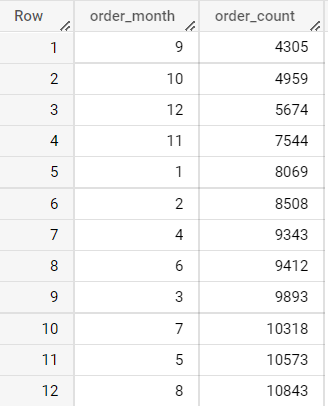 Row order_month order_count
1 9 4305
2 10 4959
3 12 5674
4 11 7544
5 1 8069
6 2 8508
7 4 9343
8 6 9412
9 3 9893
10 7 10318
11 5 10573
12 8 10843